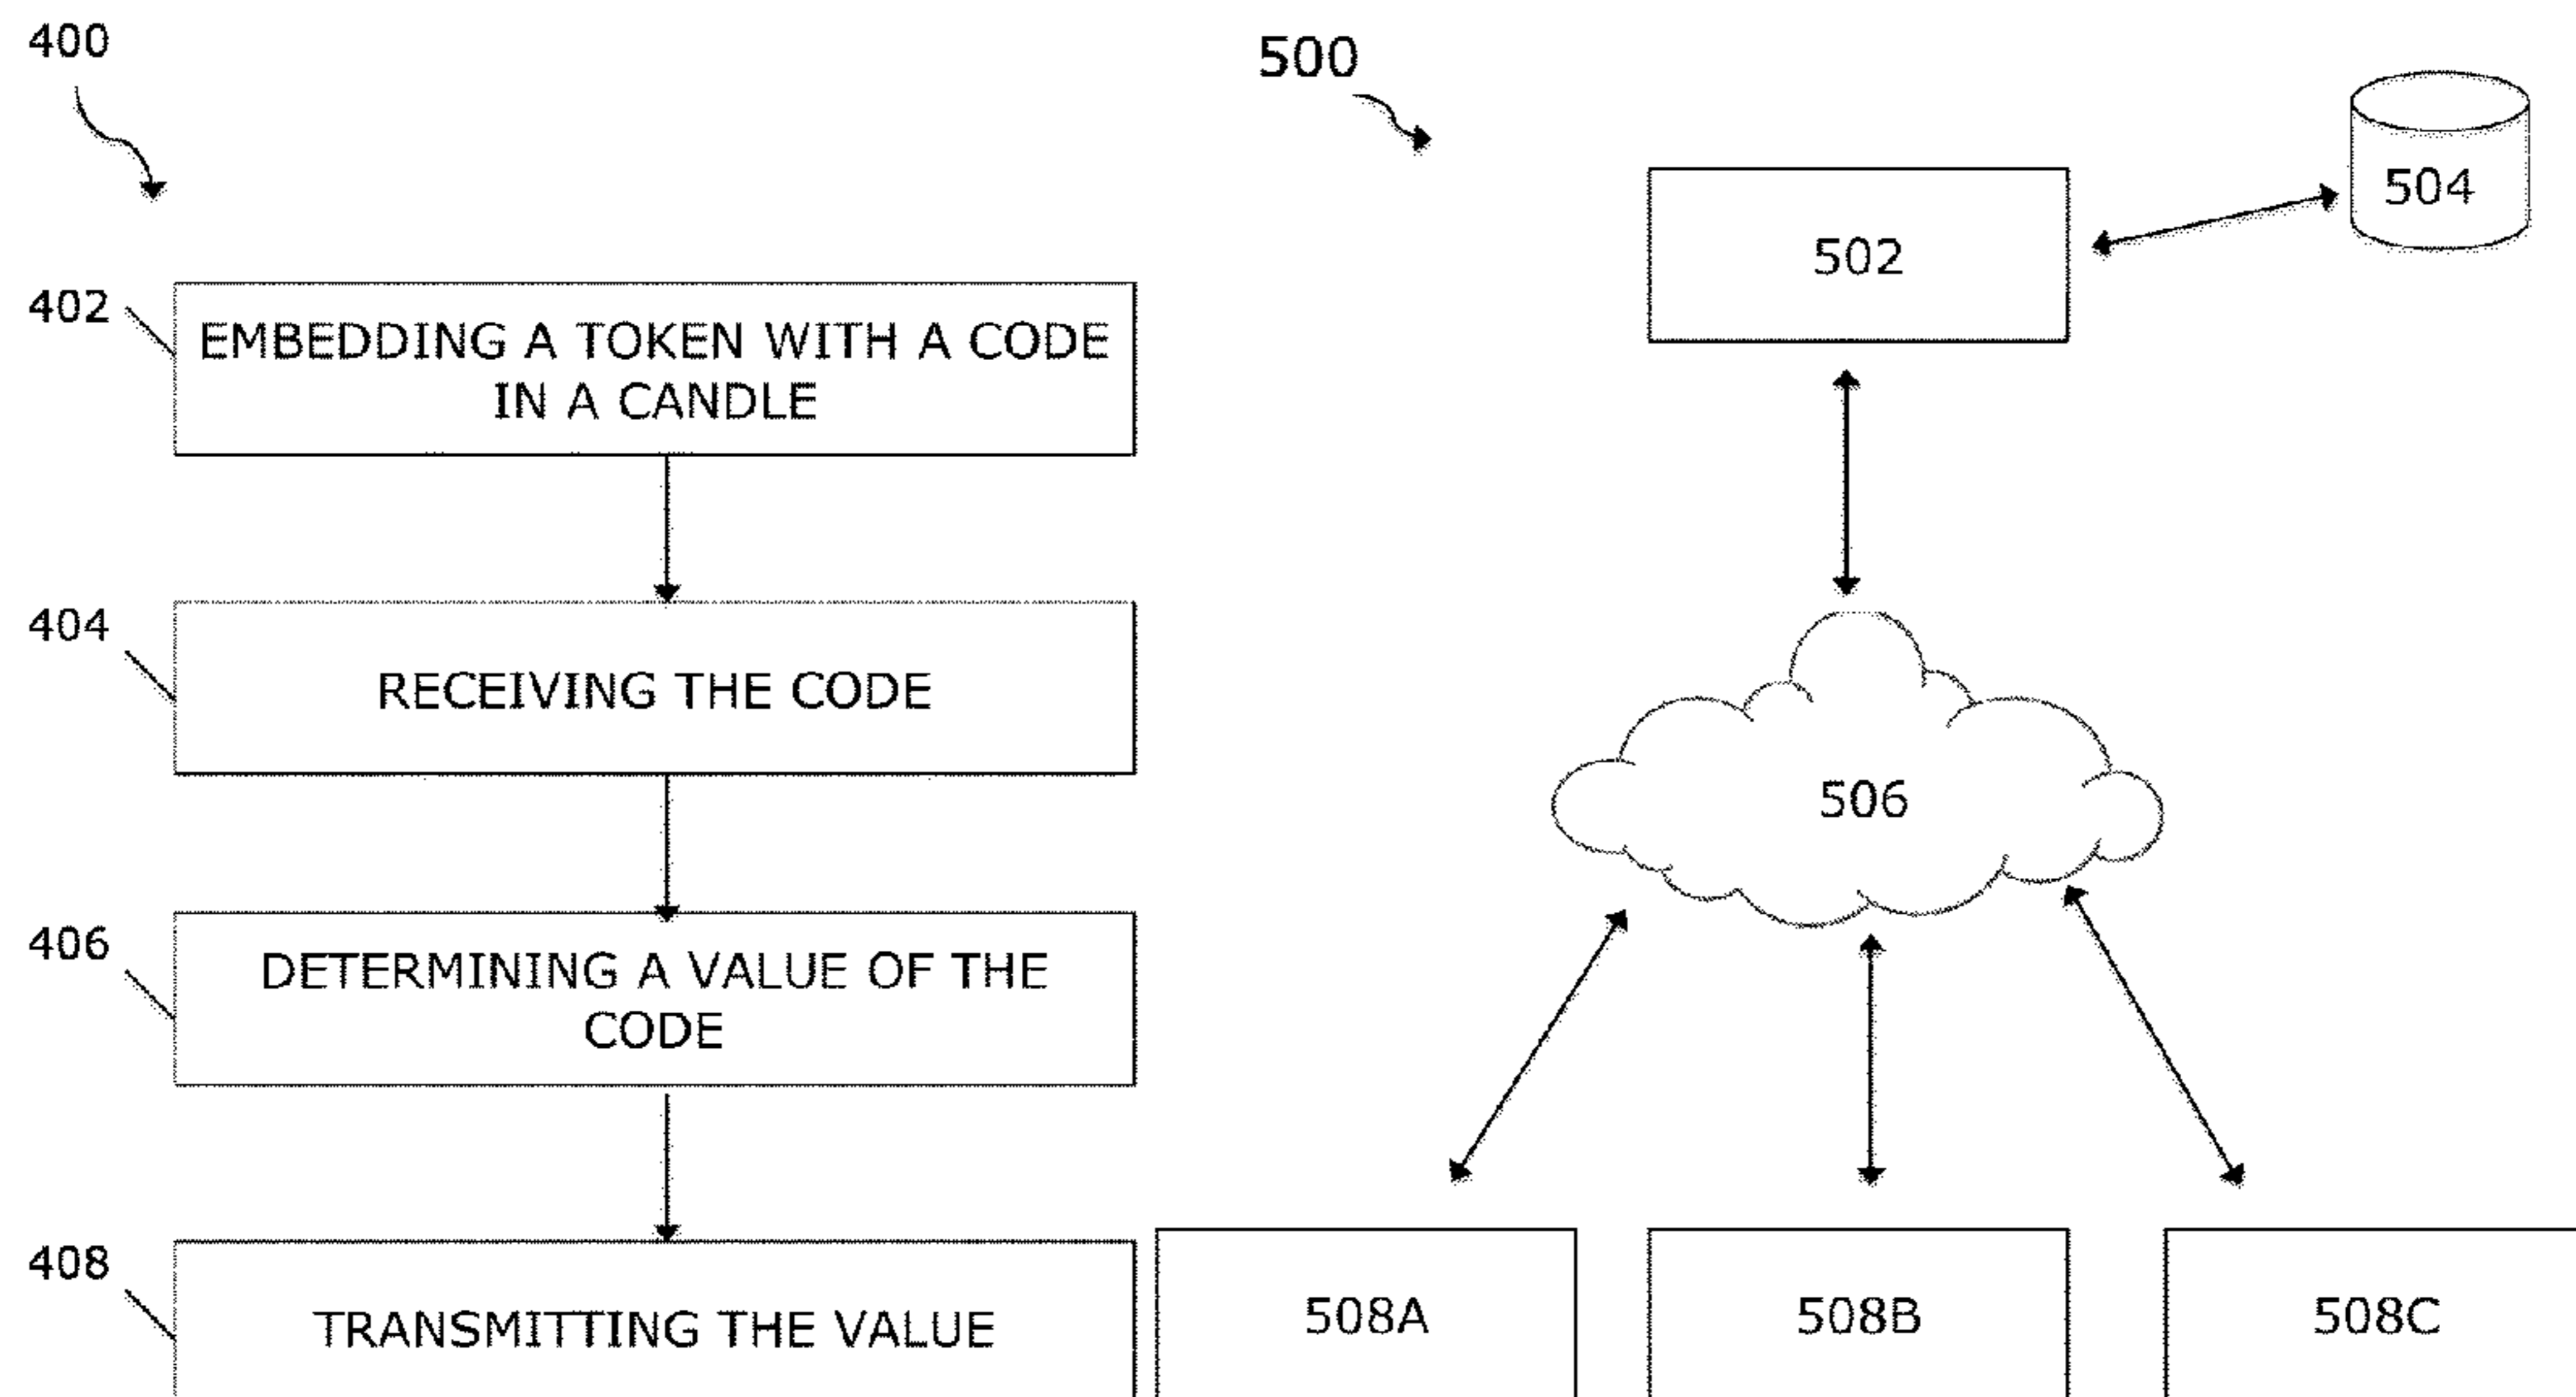 400
402
EMBEDDING A TOKEN WITH A CODE
IN A CANDLE
404
RECEIVING THE CODE
406
DETERMINING A VALUE OF THE
CODE
408
TRANSMITTING THE VALUE
500
502
504
506
508A
508B
508C